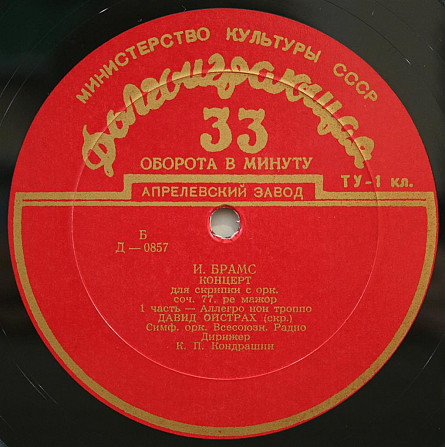 МИНИСТЕРСТВО КУЛЬТУРЫ СССР
Долгоиграющая
33
ОБОРОТА В МИНУТУ
ТУ-1 кл.
АПРЕЛЕВСКИЙ ЗАВОД
Б
Д — 0857
И. БРАМС
КОНЦЕРТ
для скрипки с орк.
соч. 77. ре мажор
1 часть — Аллегро нон троппо
ДАВИД ОЙСТРАХ (скр.)
Симф. орк. Всесоюзн. Радио
Дирижер
К. П. Кондрашин